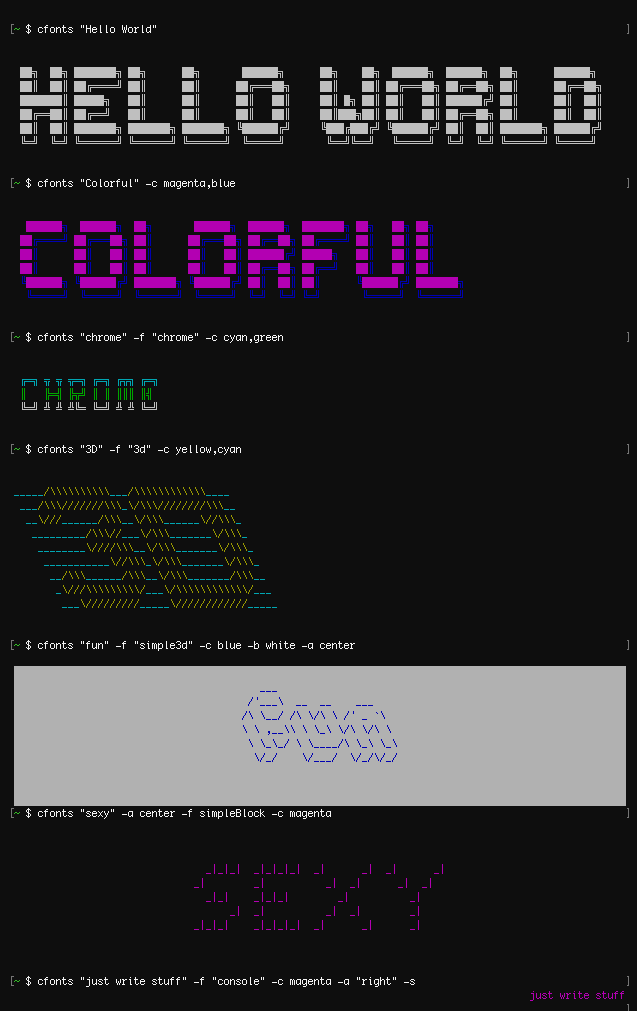 [~ $ cfonts "Hello World" ]
HELLO WORLD
[~ $ cfonts "Colorful" -c magenta,blue ]
COLORFUL
[~ $ cfonts "chrome" -f "chrome" -c cyan,green ]
CHROME
[~ $ cfonts "3D" -f "3d" -c yellow,cyan ]
3D
[~ $ cfonts "fun" -f "simple3d" -c blue -b white -a center ]
fun
[~ $ cfonts "sexy" -a center -f simpleBlock -c magenta ]
SEXY
[~ $ cfonts "just write stuff" -f "console" -c magenta -a "right" -s ]
just write stuff